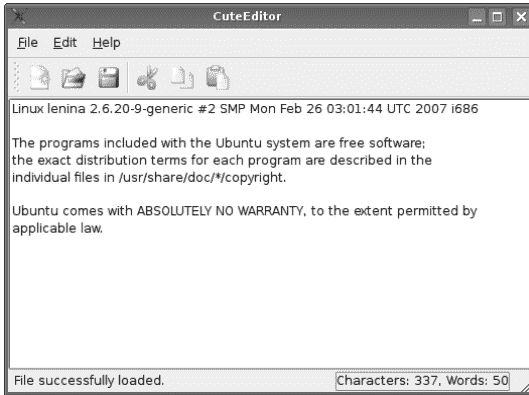 CuteEditor
File Edit Help
Linux lenina 2.6.20-9-generic #2 SMP Mon Feb 26 03:01:44 UTC 2007 i686
The programs included with the Ubuntu system are free software;
the exact distribution terms for each program are described in the
individual files in /usr/share/doc/*/copyright.
Ubuntu comes with ABSOLUTELY NO WARRANTY, to the extent permitted by
applicable law.
File successfully loaded.
Characters: 337, Words: 50